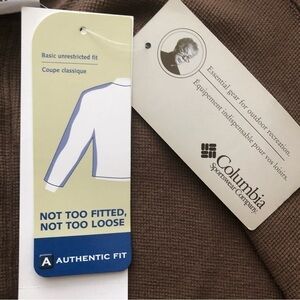 Basic unrestricted fit
Coupe classique
NOT TOO FITTED,
NOT TOO LOOSE
A AUTHENTIC FIT
Essential gear for outdoor recreation.
Équipement indispensable pour vos loisirs.
Columbia
Sportswear Company